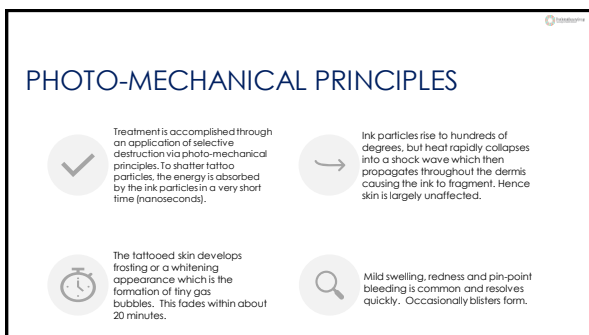 PHOTO-MECHANICAL PRINCIPLES
Treatment is accomplished through
an application of selective
destruction via photo-mechanical
principles. To shatter tattoo
particles, the energy is absorbed
by the ink particles in a very short
time (nanoseconds).
Ink particles rise to hundreds of
degrees, but heat rapidly collapses
into a shock wave which then
propagates throughout the dermis
causing the ink to fragment. Hence
skin is largely unaffected.
The tattooed skin develops
frosting or a whitening
appearance which is the
formation of tiny gas
bubbles. This fades within about
20 minutes.
Mild swelling, redness and pin-point
bleeding is common and resolves
quickly. Occasionally blisters form.